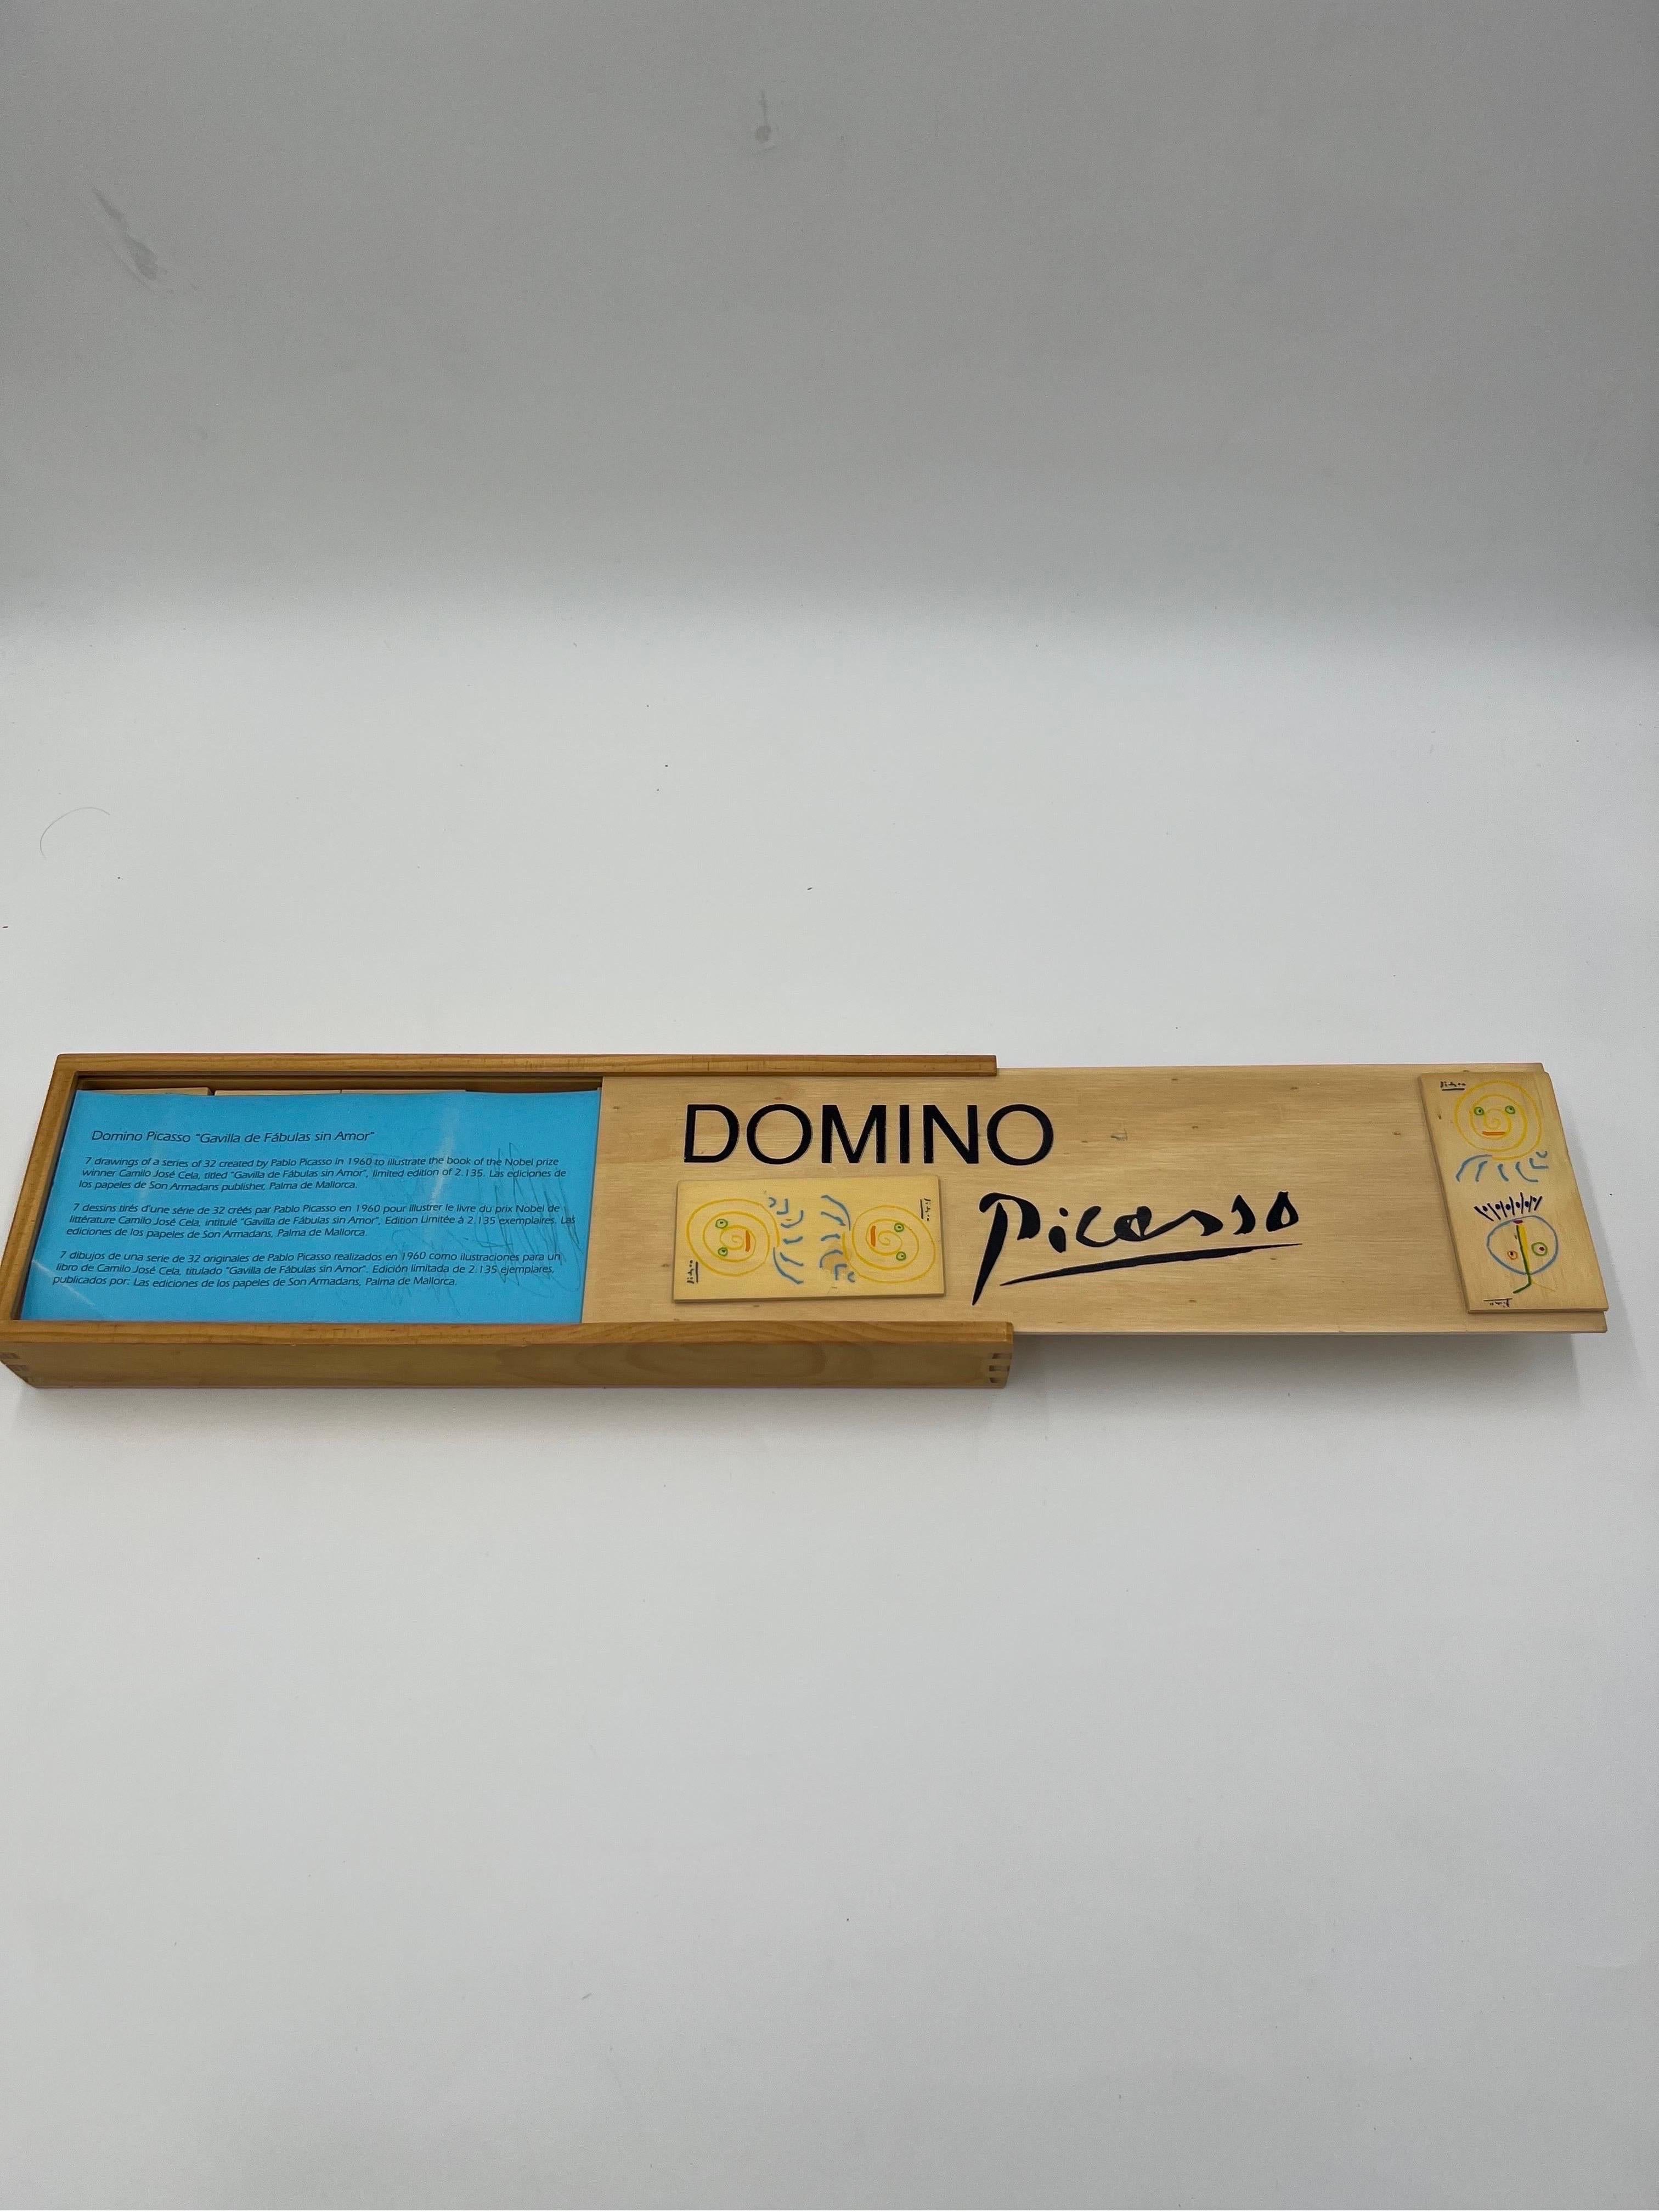 Domino Picasso "Gavilla de Fábulas sin Amor"
7 drawings of a series of 32 created by Pablo Picasso in 1960 to illustrate the book of the Nobel prize
winner Camilo José Cela, titled "Gavilla de Fábulas sin Amor", limited edition of 2.135. Las ediciones de
los papeles de Son Armadans publisher, Palma de Mallorca.
7 dessins tirés d'une série de 32 créés par Pablo Picasso en 1960 pour illustrer le livre du prix Nobel de
littérature Camilo José Cela, intitulé "Gavilla de Fábulas sin Amor", Edition Limitée à 2.135 exemplaires. Las
ediciones de los papeles de Son Armadans, Palma de Mallorca.
7 dibujos de una serie de 32 originales de Pablo Picasso realizados en 1960 como ilustraciones para un
libro de Camilo José Cela, titulado "Gavilla de Fábulas sin Amor". Edición limitada de 2.135 ejemplares,
publicados por: Las ediciones de los papeles de Son Armadans, Palma de Mallorca.
DOMINO
Picasso
Picasso
Picasso
Picasso
Picasso